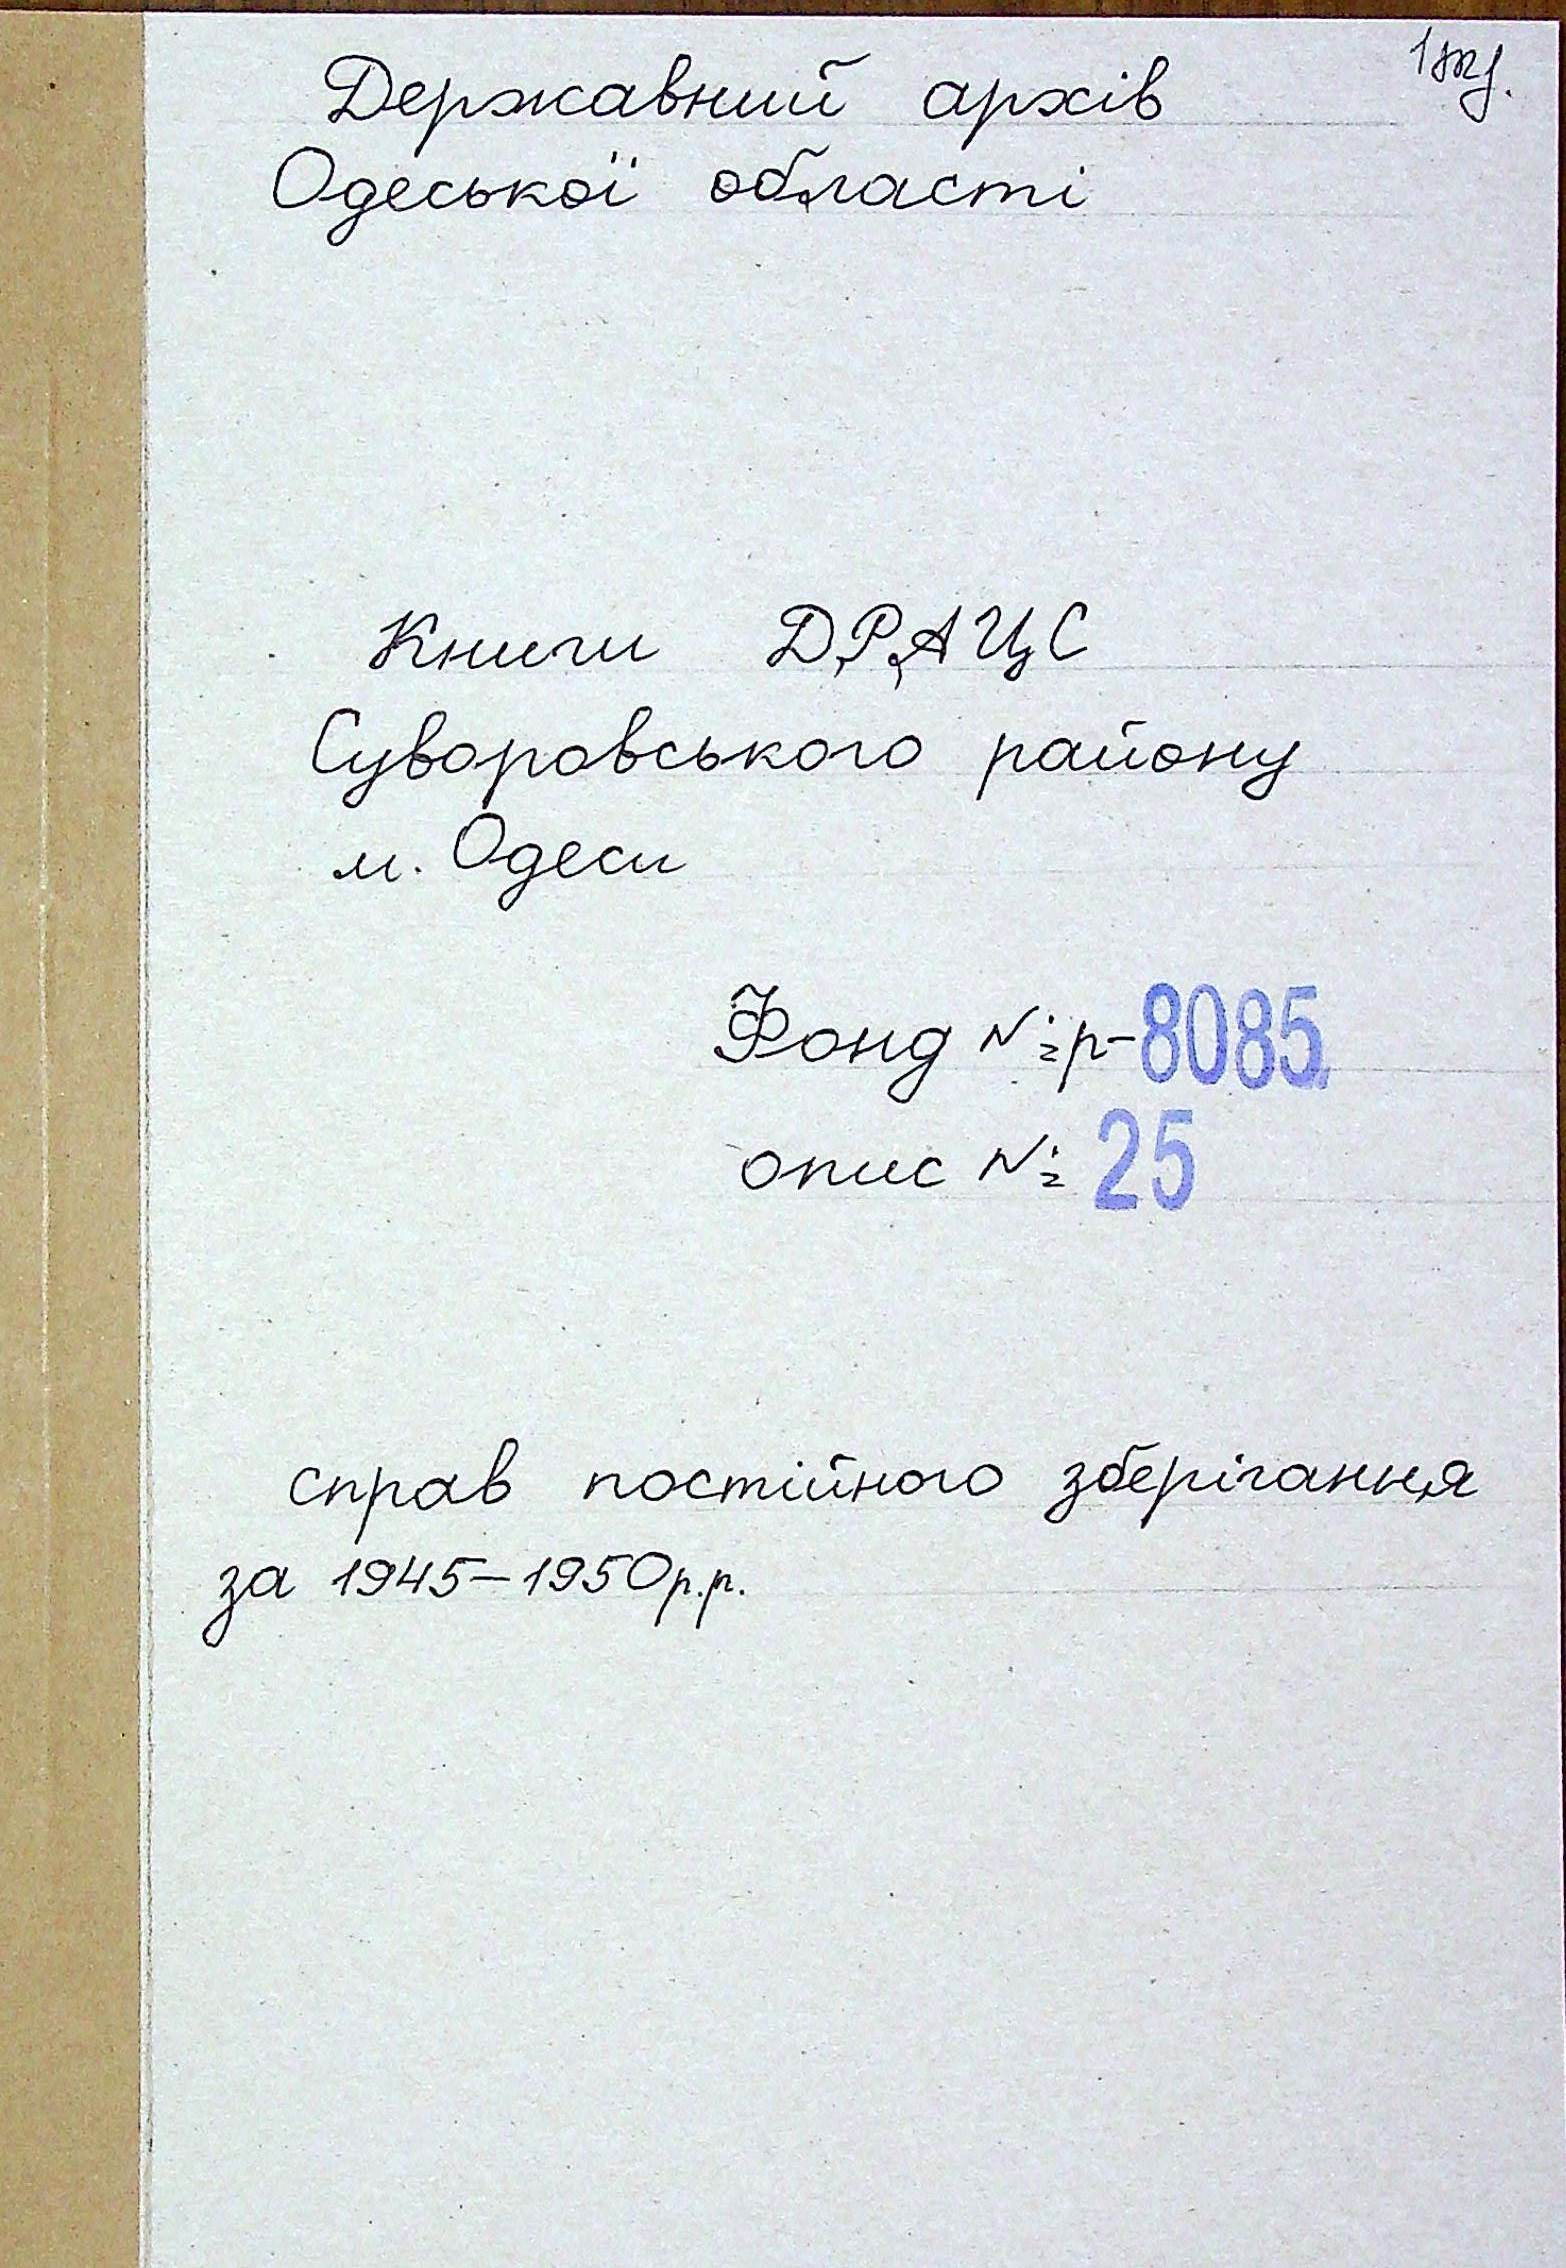 Державний архів
Одеської області
Книги ДРАЦС
Суворовського району
м. Одеси
Фонд № р-8085
опис № 25
справ постійного зберігання
за 1945-1950 р.р.